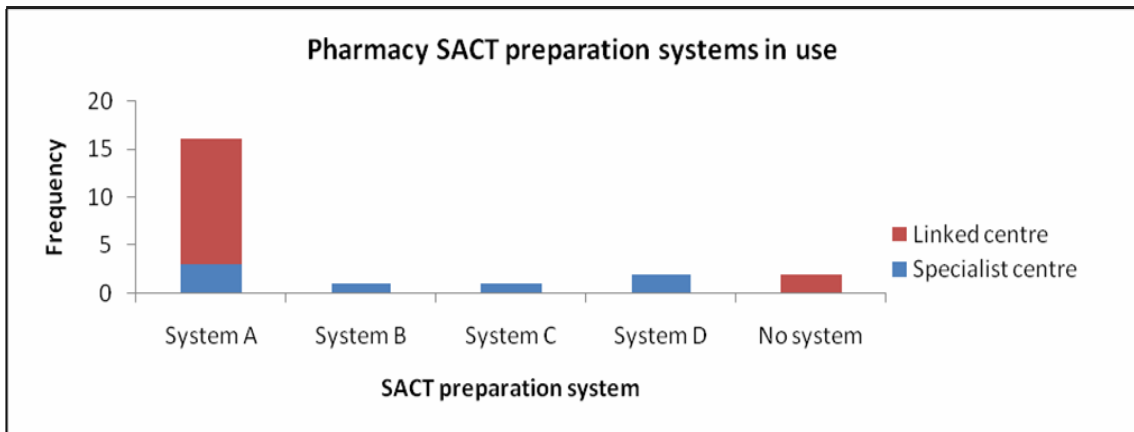 Pharmacy SACT preparation systems in use
Frequency
20
15
10
5
0
System A
System B
System C
System D
No system
SACT preparation system
Linked centre
Specialist centre